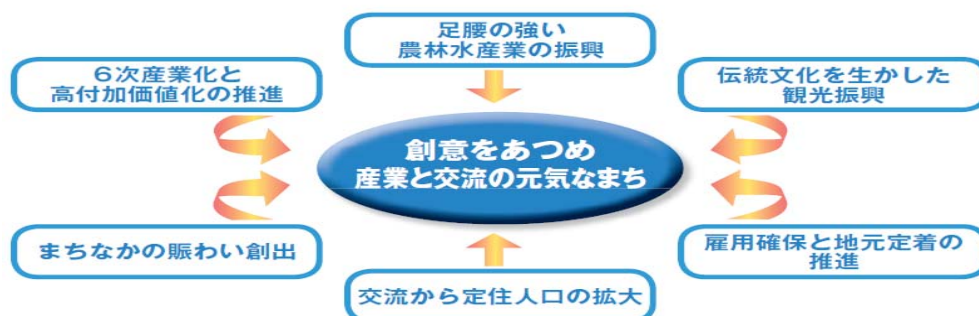 足腰の強い
農林水産業の振興
6次産業化と
高付加価値化の推進
伝統文化を生かした
観光振興
創意をあつめ
産業と交流の元気なまち
まちなかの賑わい創出
雇用確保と地元定着の
推進
交流から定住人口の拡大